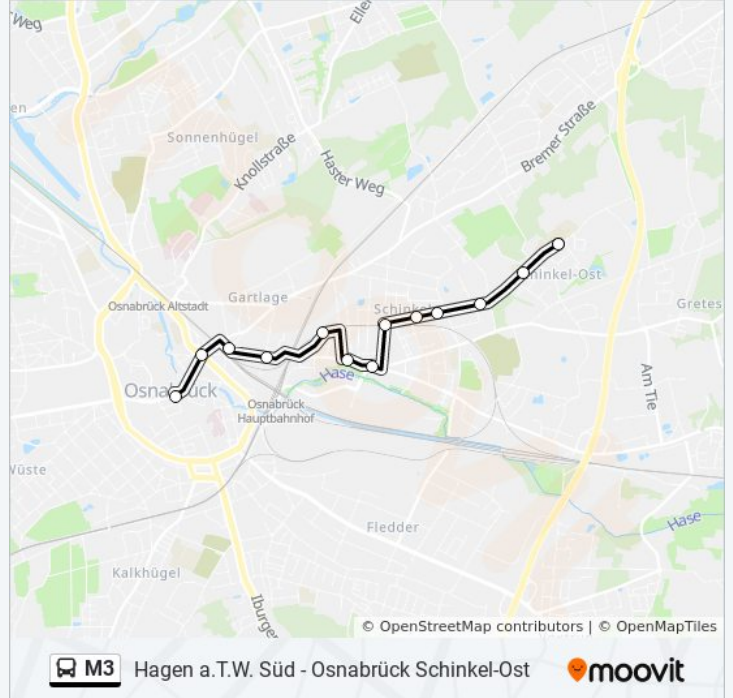 Weg
Eller
en
Sonnenhügel
Knollstraße
Haster Weg
Bremer Straße
Osnabrück Altstadt
Gartlage
Schinkel
Schinkel-Ost
Gretes
Osnabrück
Osnabrück
Hauptbahnhof
Hase
Am Tie
Wüste
Fledder
Hase
Kalkhügel
Iburger
© OpenStreetMap contributors | © OpenMapTiles
M3 Hagen a.T.W. Süd - Osnabrück Schinkel-Ost moovit